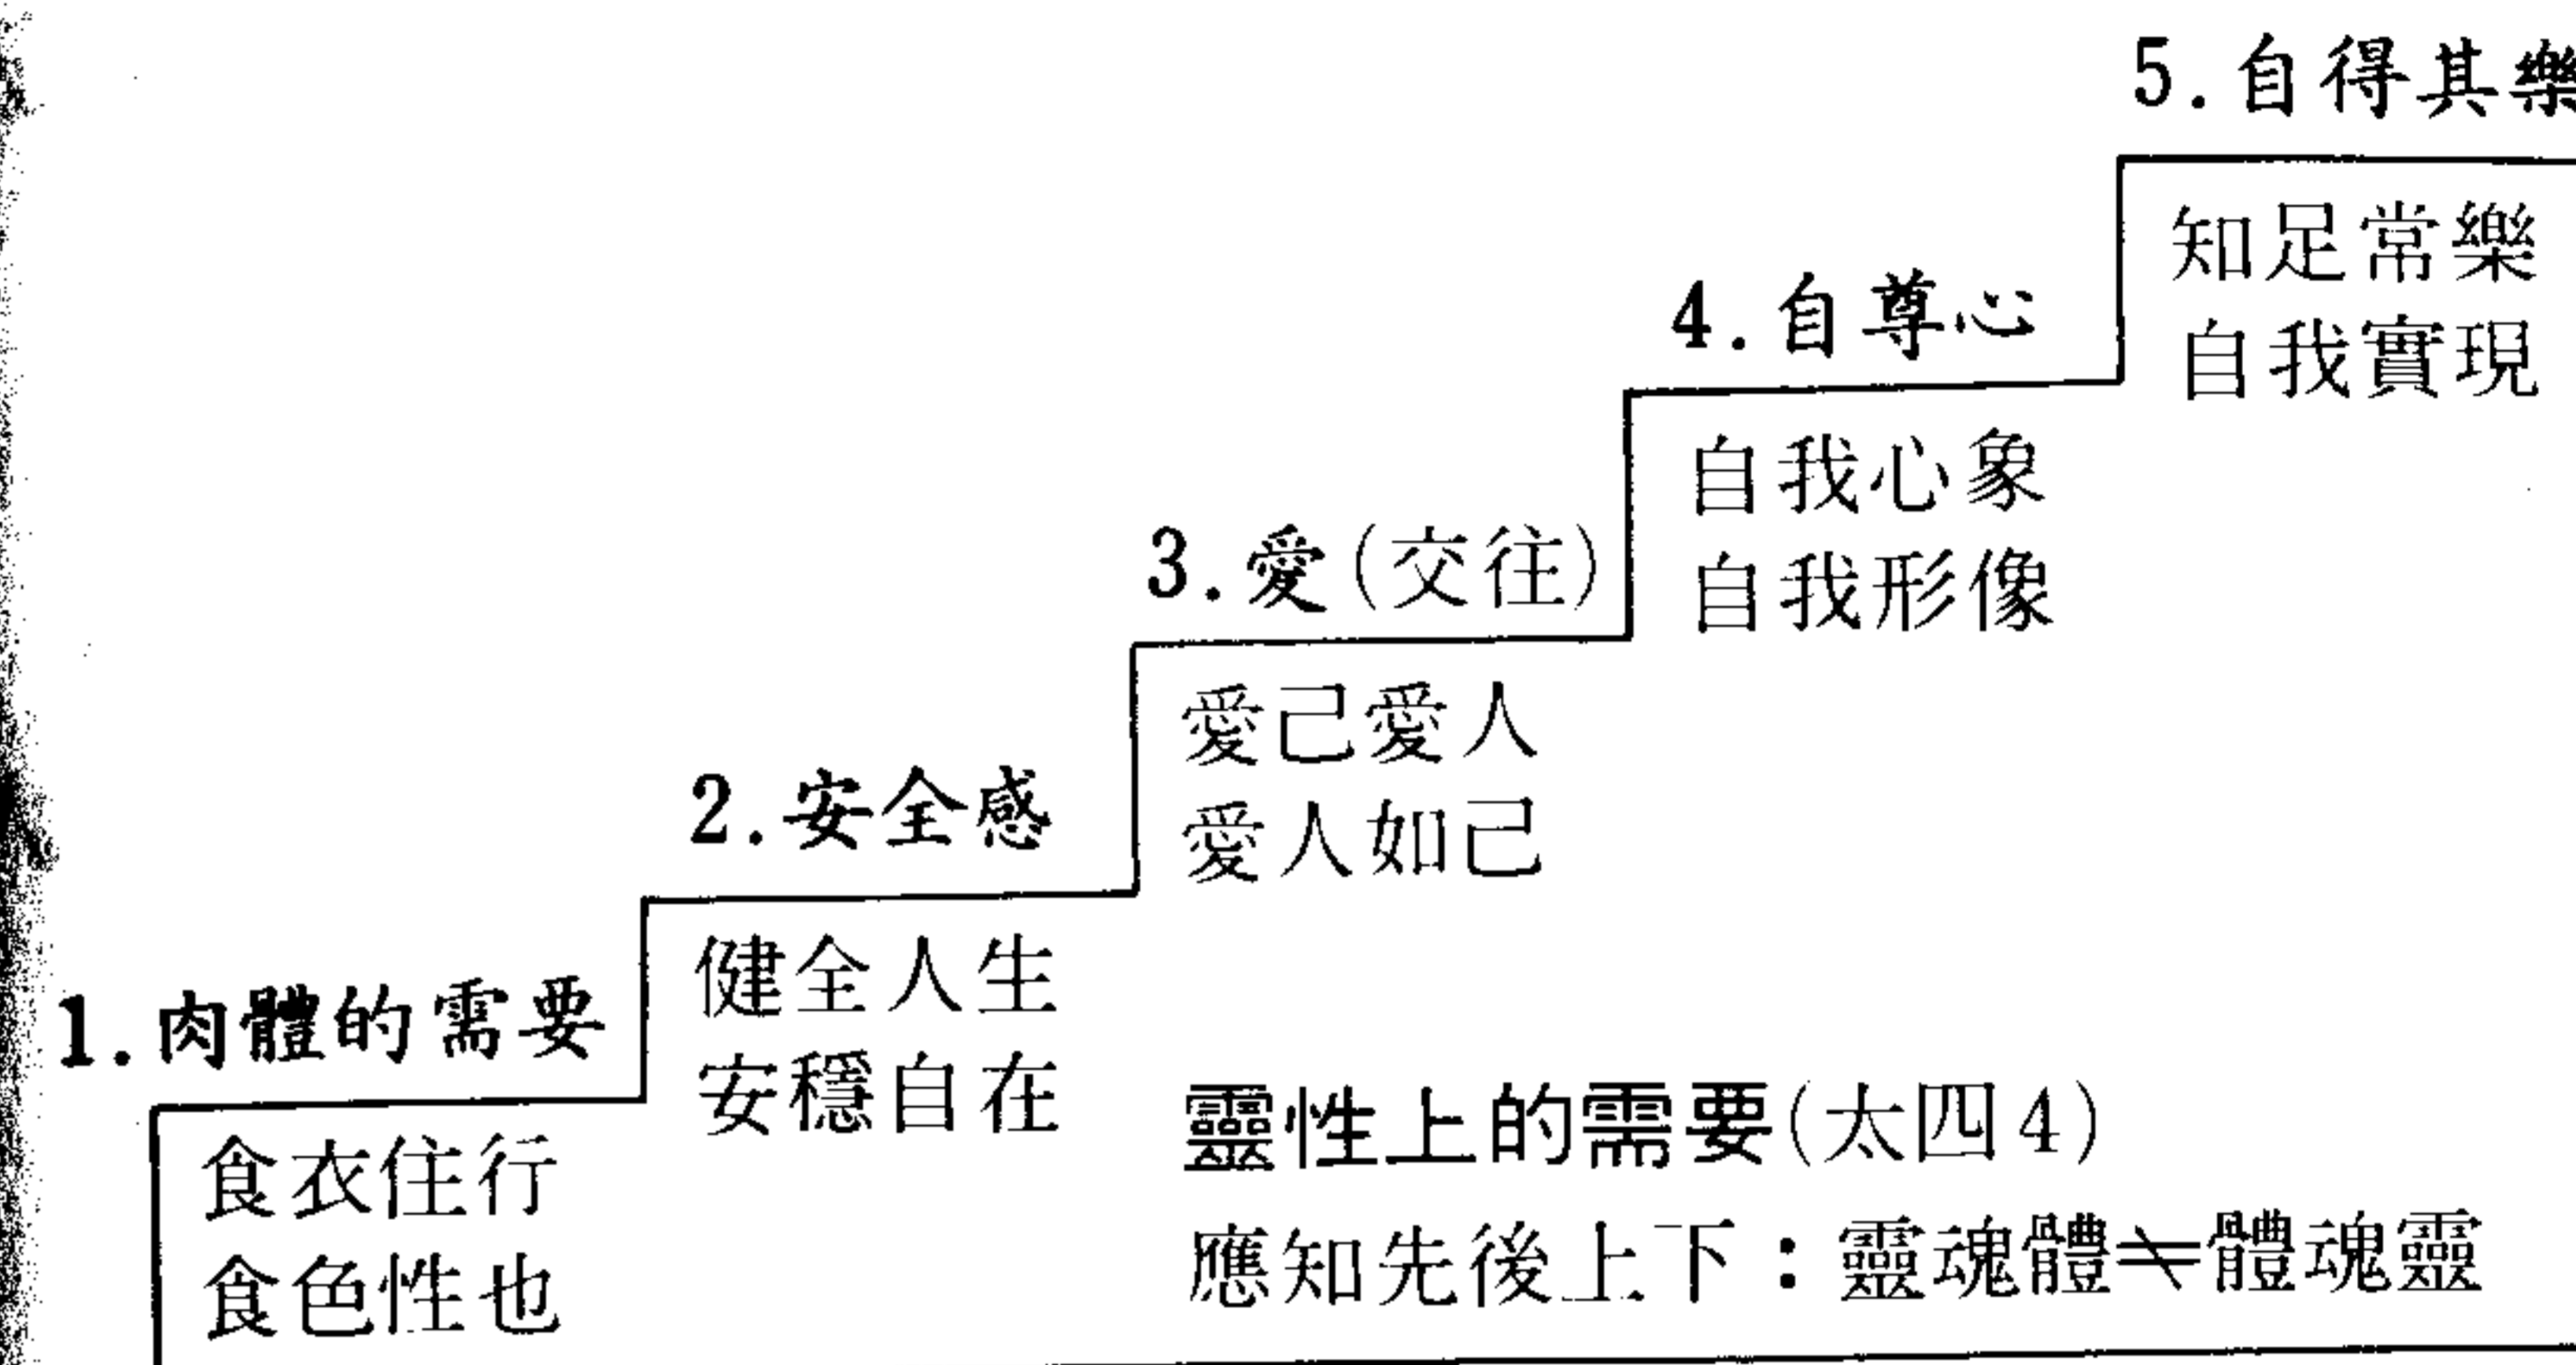 5.自得其樂
知足常樂
自我實現
4.自尊心
自我心象
自我形像
3.愛(交往)
愛己愛人
愛人如己
2.安全感
健全人生
安穩自在
1.肉體的需要
食衣住行
食色性也
靈性上的需要(太四4)
應知先後上下：靈魂體≠體魂靈